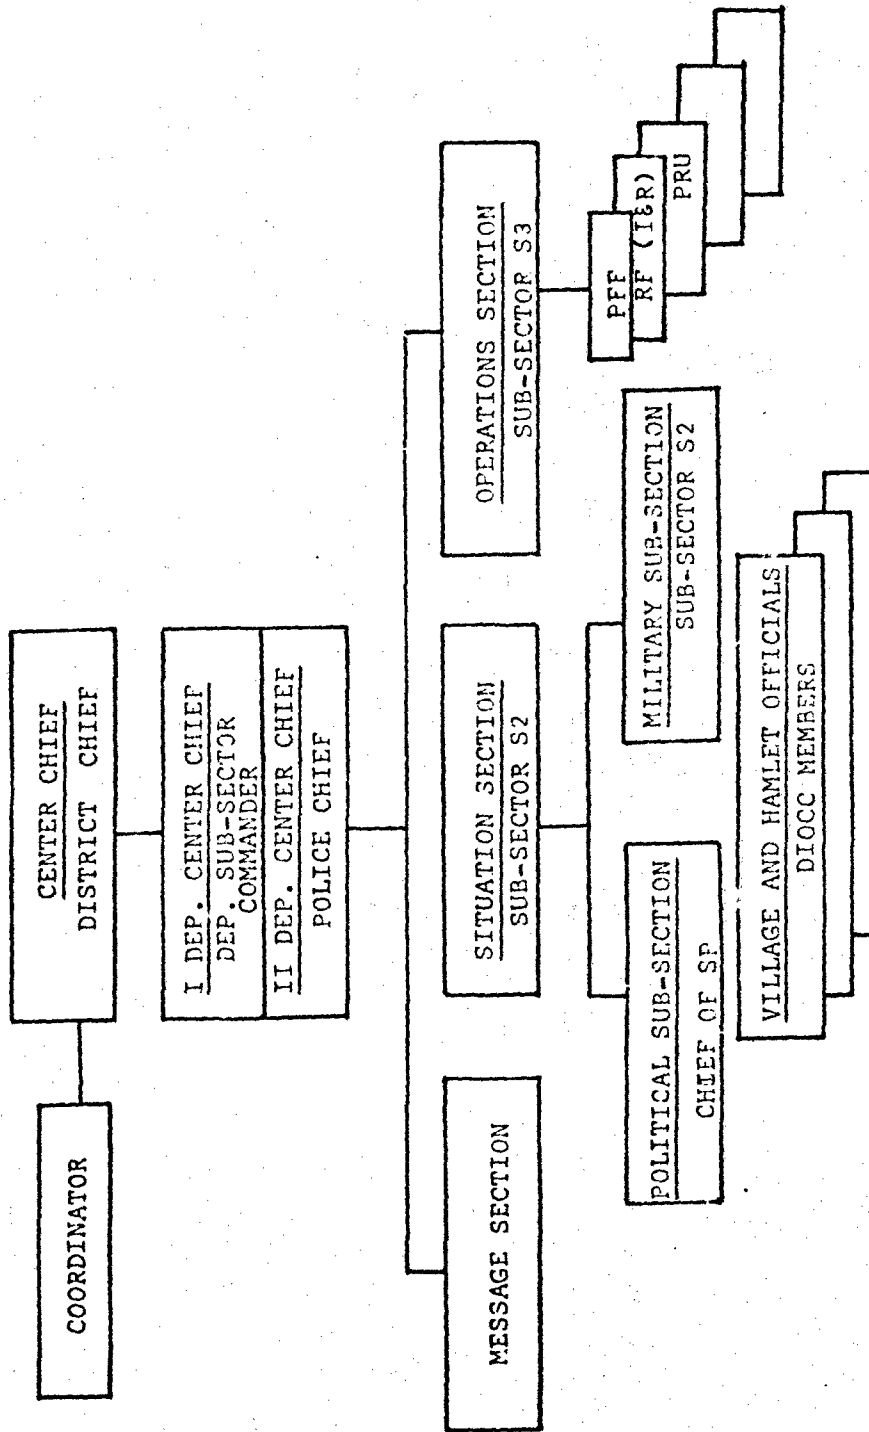 COORDINATOR
CENTER CHIEF
DISTRICT CHIEF
I DEP. CENTER CHIEF
DEP. SUB-SECTOR
COMMANDER
II DEP. CENTER CHIEF
POLICE CHIEF
MESSAGE SECTION
SITUATION SECTION
SUB-SECTOR S2
OPERATIONS SECTION
SUB-SECTOR S3
POLITICAL SUB-SECTION
CHIEF OF SP
MILITARY SUB-SECTION
SUB-SECTOR S2
PFF
RF (I&R)
PRU
VILLAGE AND HAMLET OFFICIALS
DIOCC MEMBERS